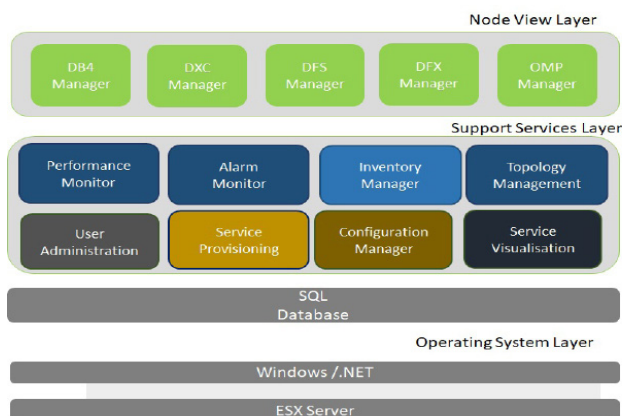 Node View Layer
DB4
Manager
DXC
Manager
DFS
Manager
DFX
Manager
OMP
Manager
Support Services Layer
Performance
Monitor
Alarm
Monitor
Inventory
Manager
Topology
Management
User
Administration
Service
Provisioning
Configuration
Manager
Service
Visualisation
SQL
Database
Operating System Layer
Windows /.NET
ESX Server